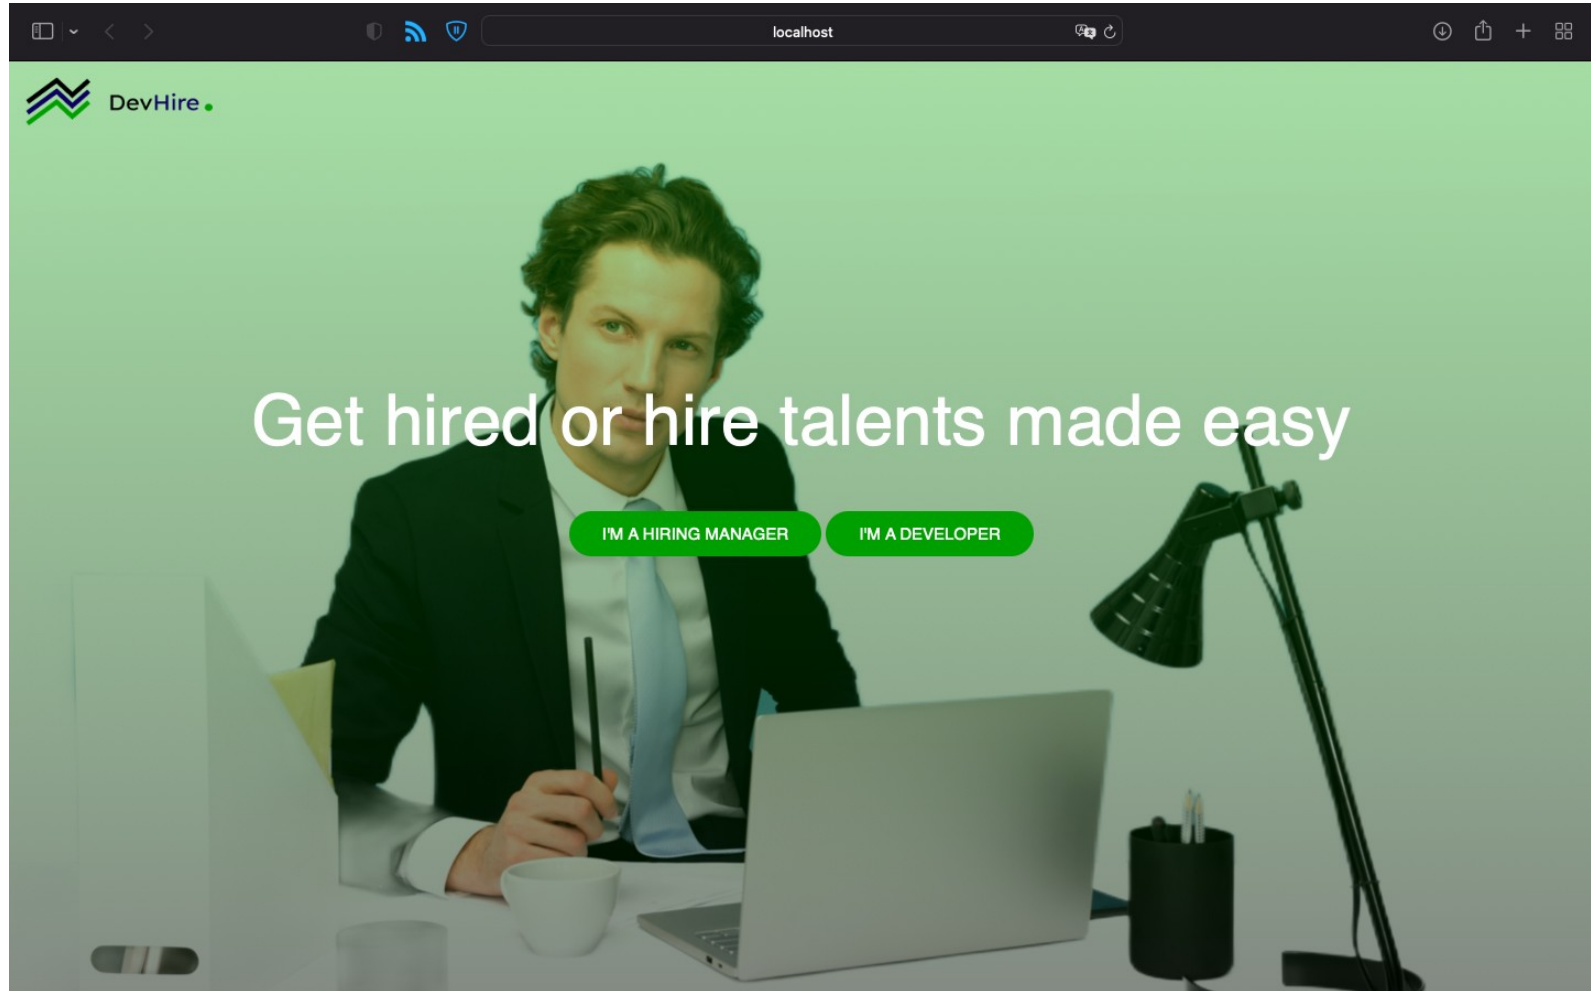 localhost
DevHire.
Get hired or hire talents made easy
I'M A HIRING MANAGER
I'M A DEVELOPER